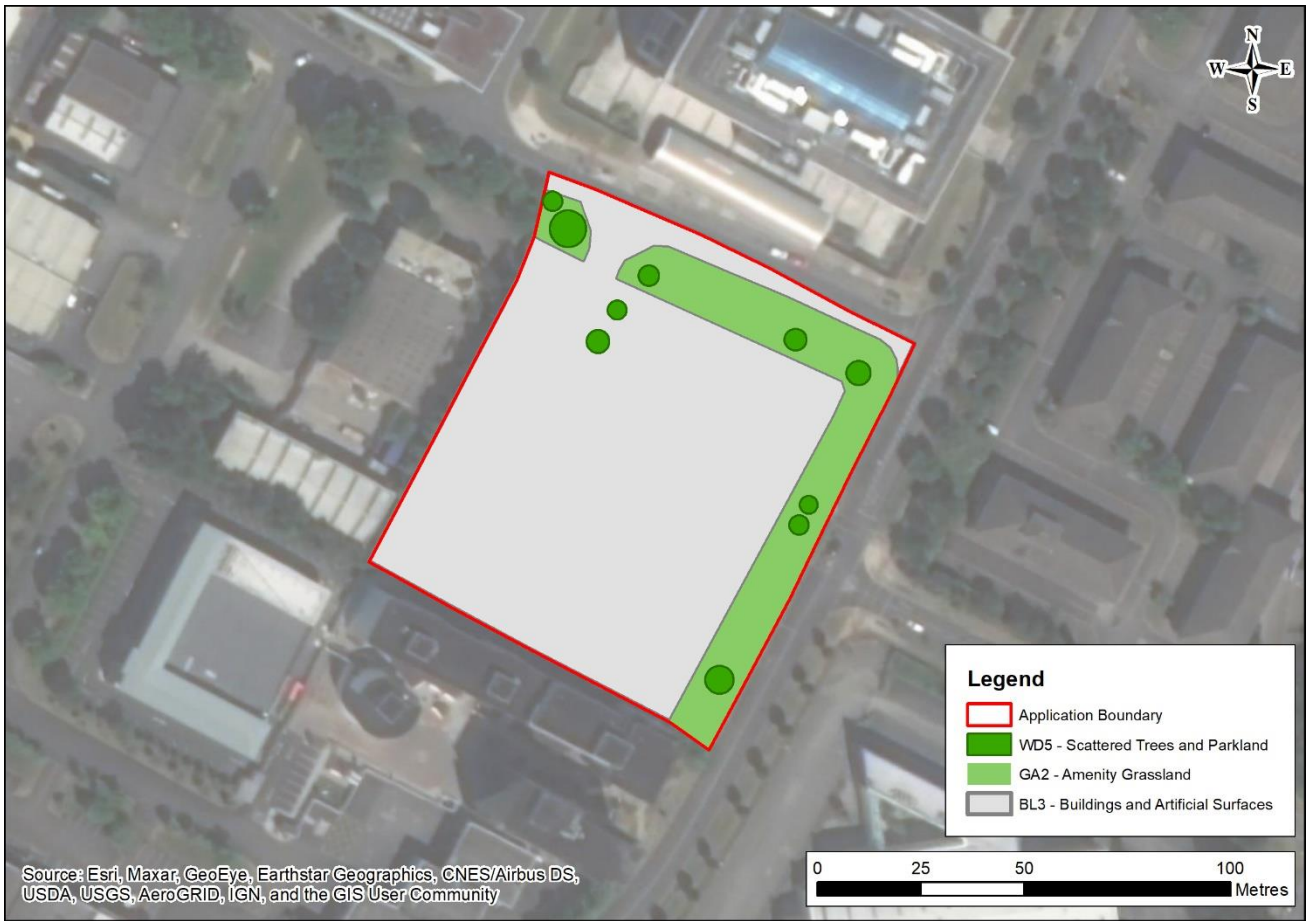 N
W E
S
Legend
Application Boundary
WD5 - Scattered Trees and Parkland
GA2 - Amenity Grassland
BL3 - Buildings and Artificial Surfaces
0 25 50 100
Metres
Source: Esri, Maxar, GeoEye, Earthstar Geographics, CNES/Airbus DS,
USDA, USGS, AeroGRID, IGN, and the GIS User Community